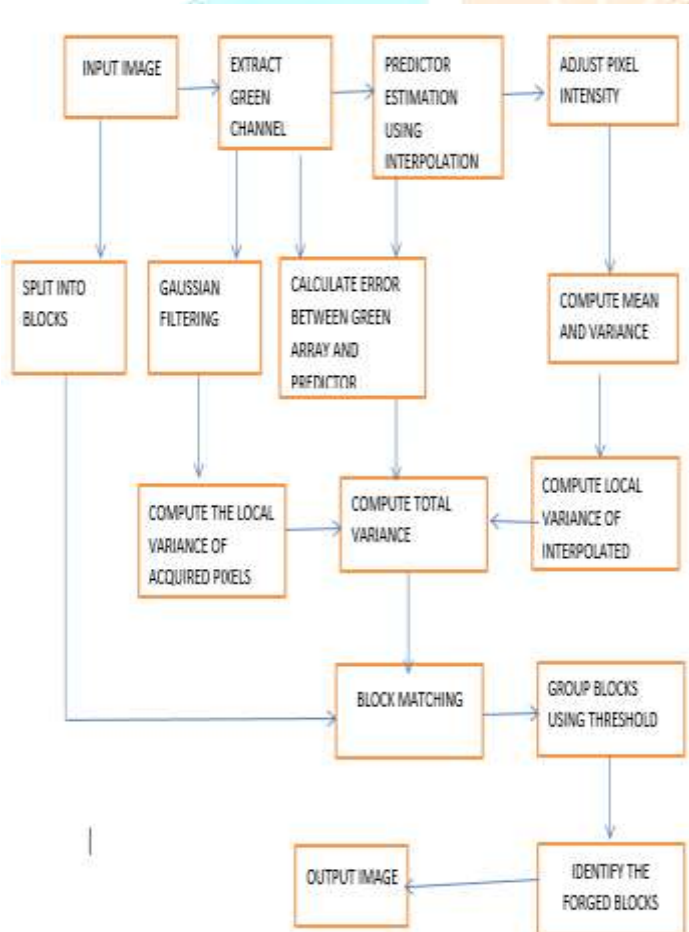 INPUT IMAGE
EXTRACT
GREEN
CHANNEL
PREDICTOR
ESTIMATION
USING
INTERPOLATION
ADJUST PIXEL
INTENSITY
SPLIT INTO
BLOCKS
GAUSSIAN
FILTERING
CALCULATE ERROR
BETWEEN GREEN
ARRAY AND
PREDICTOR
COMPUTE MEAN
AND VARIANCE
COMPUTE THE LOCAL
VARIANCE OF
ACQUIRED PIXELS
COMPUTE TOTAL
VARIANCE
COMPUTE LOCAL
VARIANCE OF
INTERPOLATED
BLOCK MATCHING
GROUP BLOCKS
USING THRESHOLD
OUTPUT IMAGE
IDENTIFY THE
FORGED BLOCKS